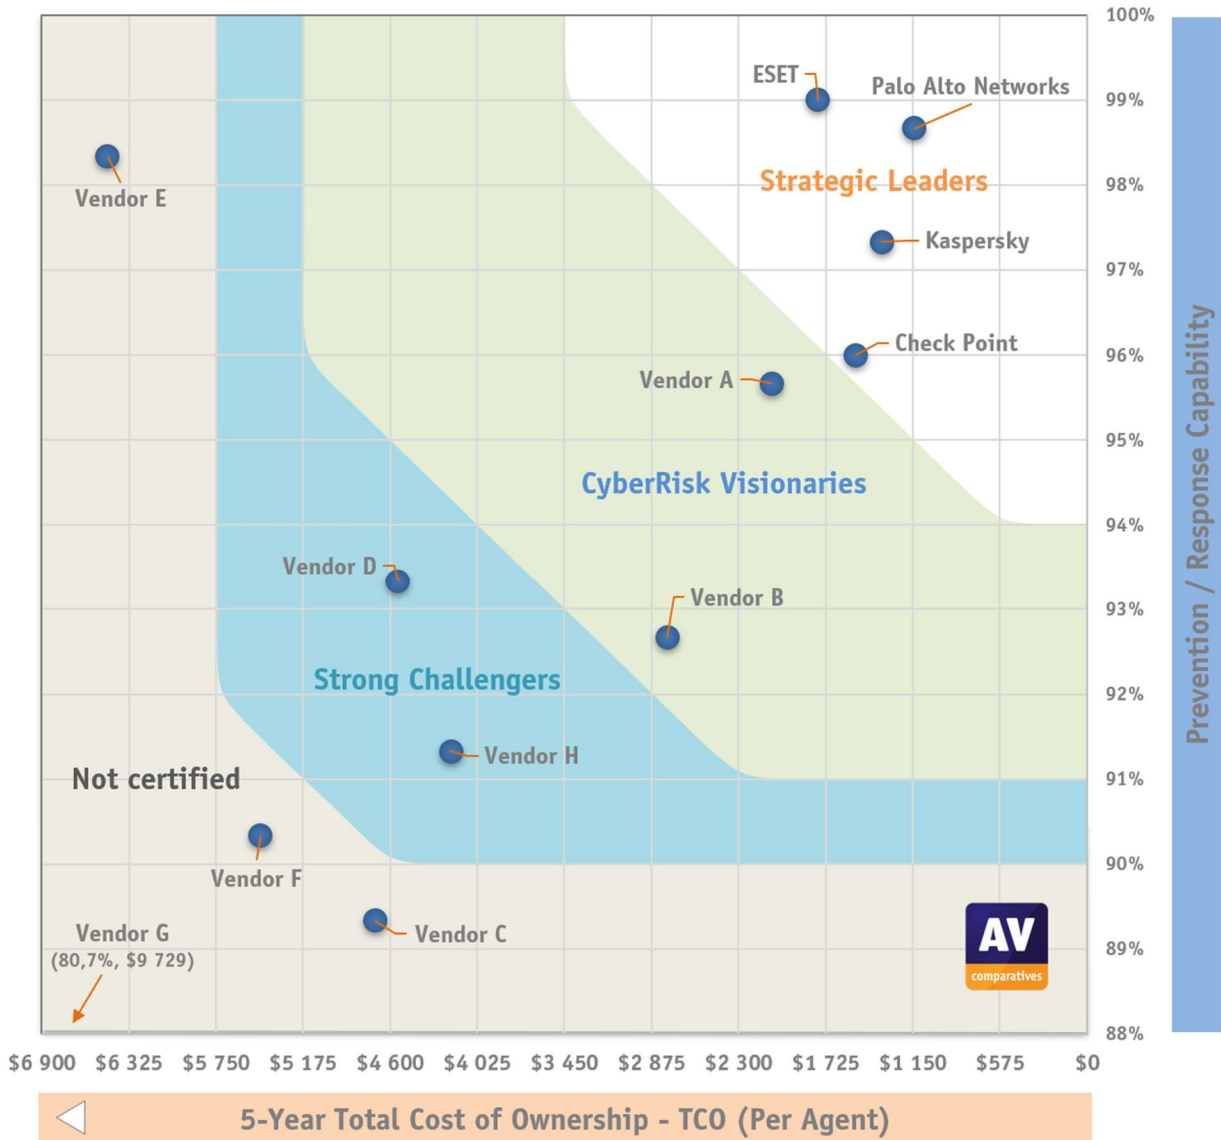 100%
ESET
Palo Alto Networks
99%
Vendor E
Strategic Leaders
98%
Kaspersky
97%
Check Point
96%
Vendor A
95%
CyberRisk Visionaries
94%
Vendor D
Vendor B
93%
Strong Challengers
92%
Vendor H
Not certified
91%
90%
Vendor F
Vendor G
(80,7%, $9 729)
Vendor C
AV
comparatives
89%
88%
Prevention / Response Capability
$6 900 $6 325 $5 750 $5 175 $4 600 $4 025 $3 450 $2 875 $2 300 $1 725 $1 150 $575 $0
5-Year Total Cost of Ownership - TCO (Per Agent)